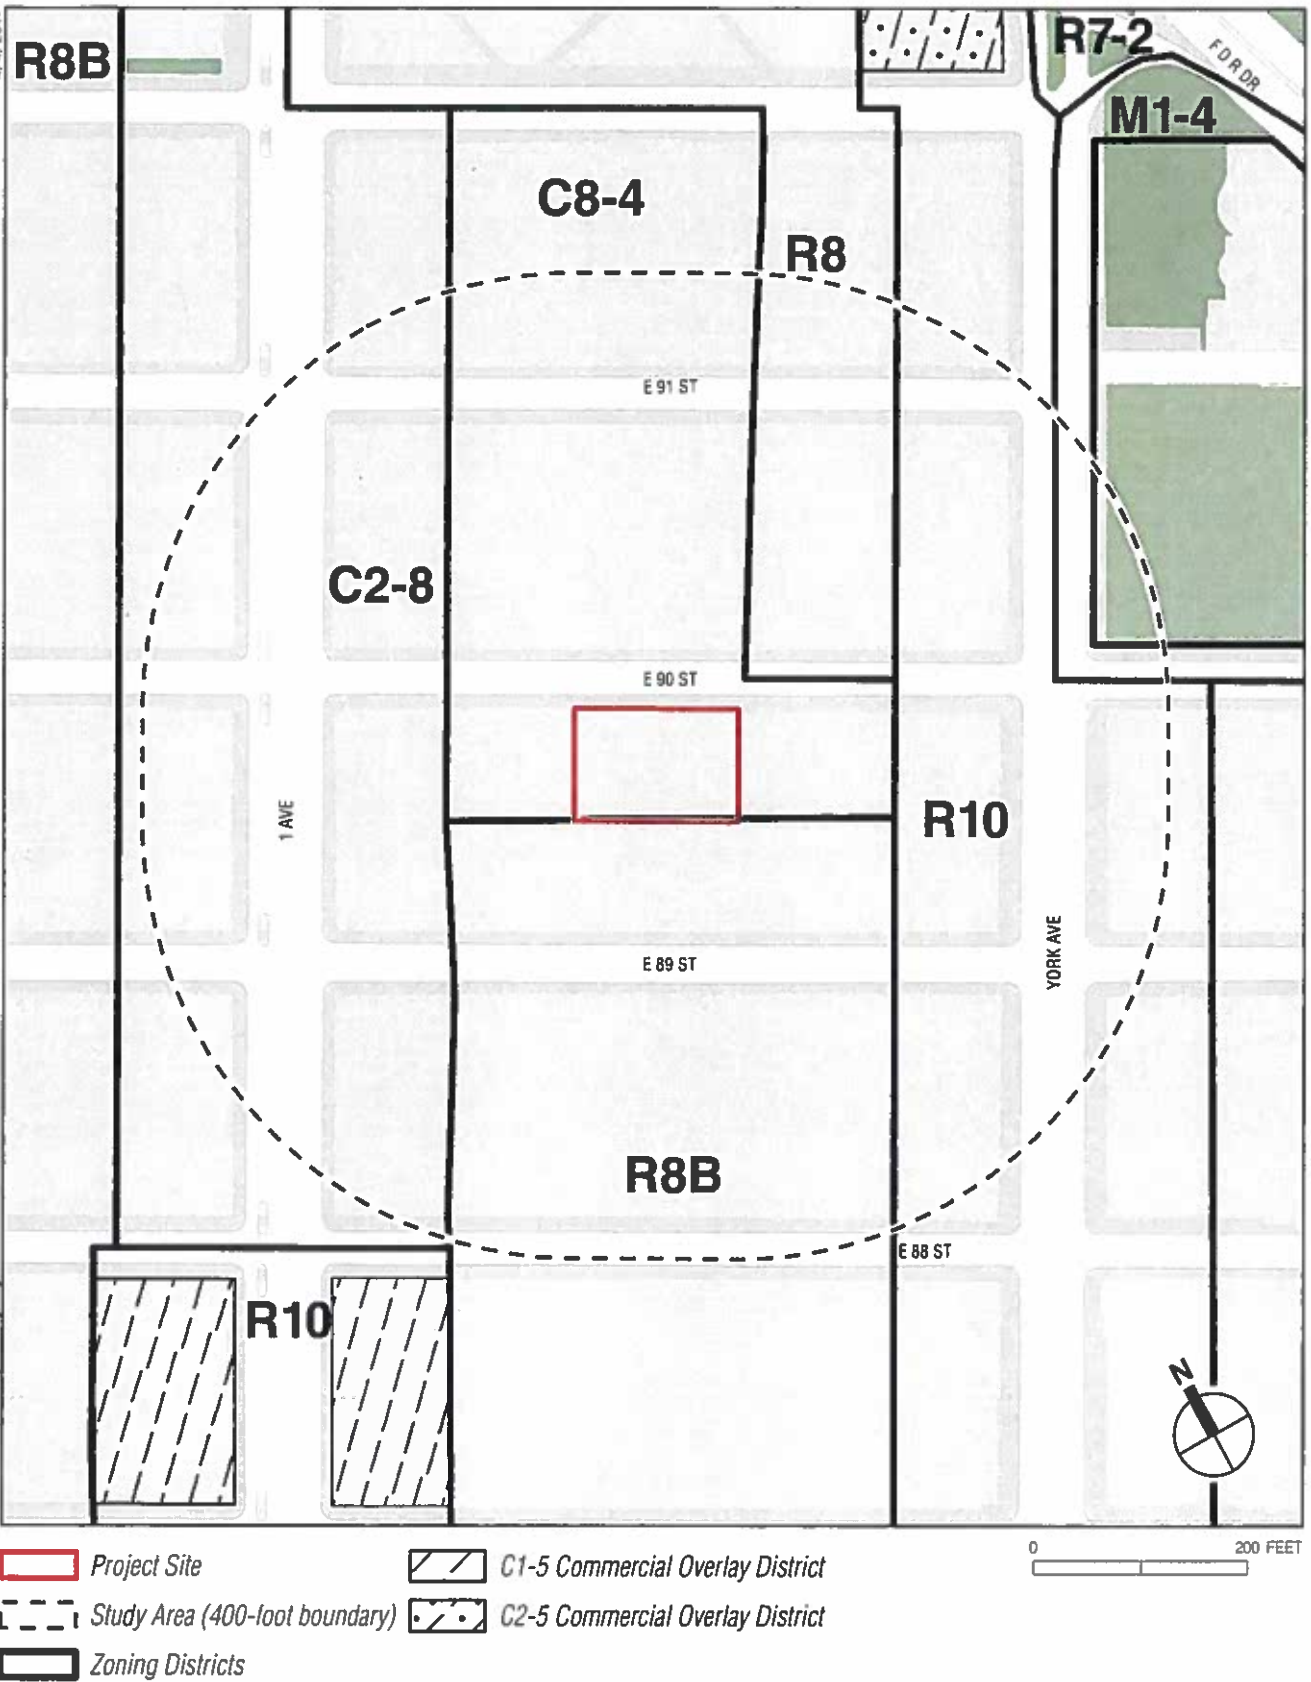 R8B
R7-2
F D R DR
M1-4
C8-4
R8
E 91 ST
C2-8
E 90 ST
1 AVE
R10
YORK AVE
E 89 ST
R8B
E 88 ST
R10
N
0 200 FEET
Project Site
C1-5 Commercial Overlay District
Study Area (400-foot boundary)
C2-5 Commercial Overlay District
Zoning Districts